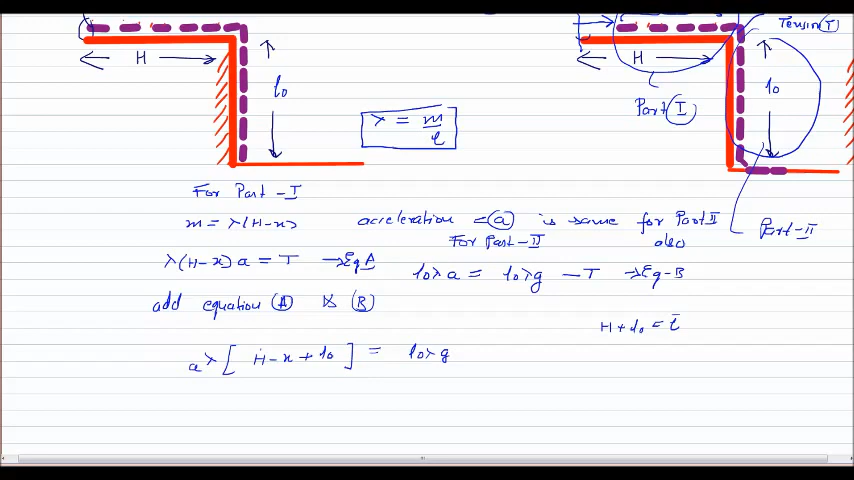 Tension (T)
H
l₀
H
l₀
Part (I)
λ = m/l
For Part - I
m = λ(H-x)
acceleration = (a) is same for Part II also
Part - II
For Part - II
λ(H-x) a = T → Eq A
l₀λa = l₀λg - T → Eq - B
add equation (A) & (B)
H + l₀ = l
aλ [ H - x + l₀ ] = l₀λg